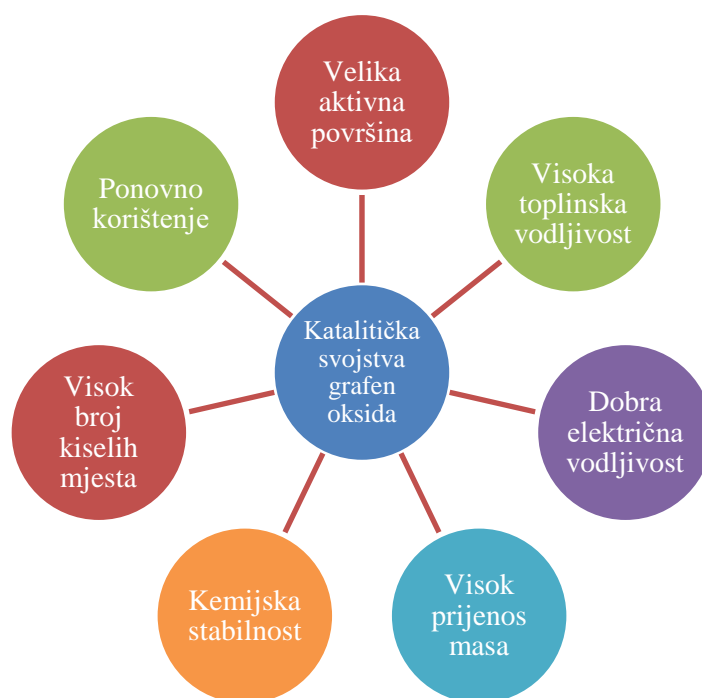 Velika
aktivna
površina
Visoka
toplinska
vodljivost
Dobra
električna
vodljivost
Visok
prijenos
masa
Kemijska
stabilnost
Visok
broj
kiselih
mjesta
Ponovno
korištenje
Katalitička
svojstva
grafen
oksida